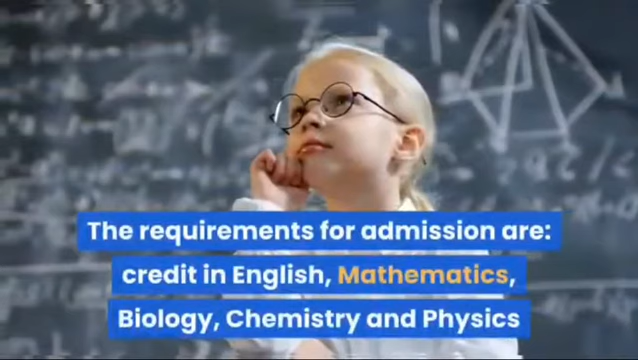 The requirements for admission are:
credit in English, Mathematics,
Biology, Chemistry and Physics